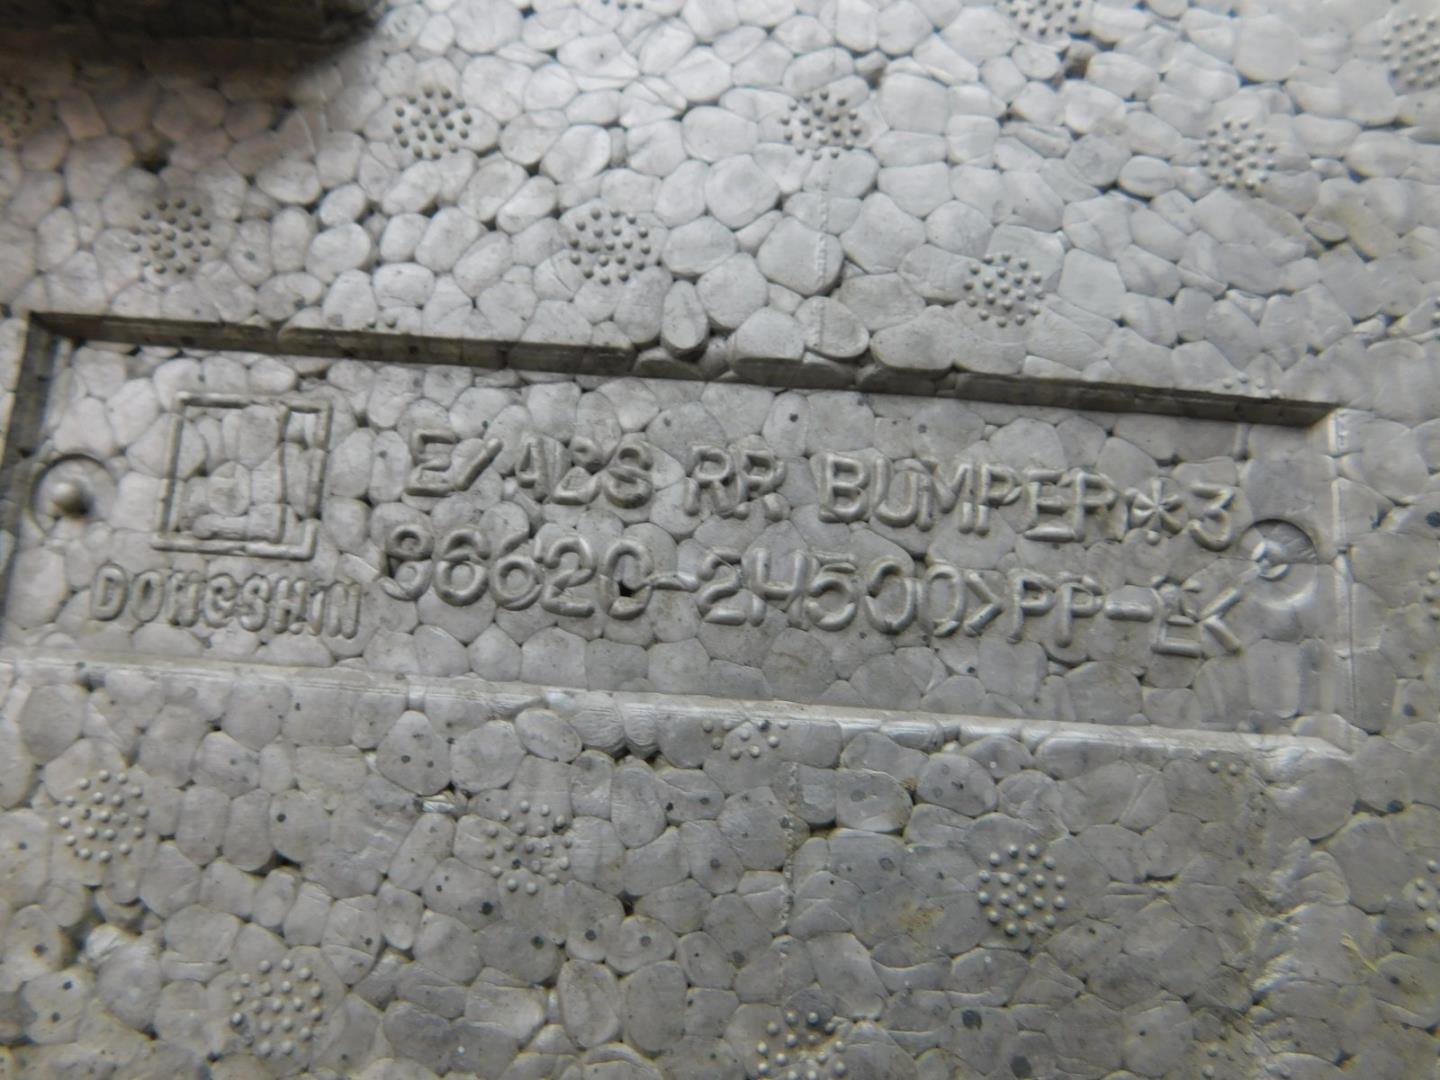 E/ABS RR BUMPER*3
86620-2H500>PP-E<
DONGSHIN